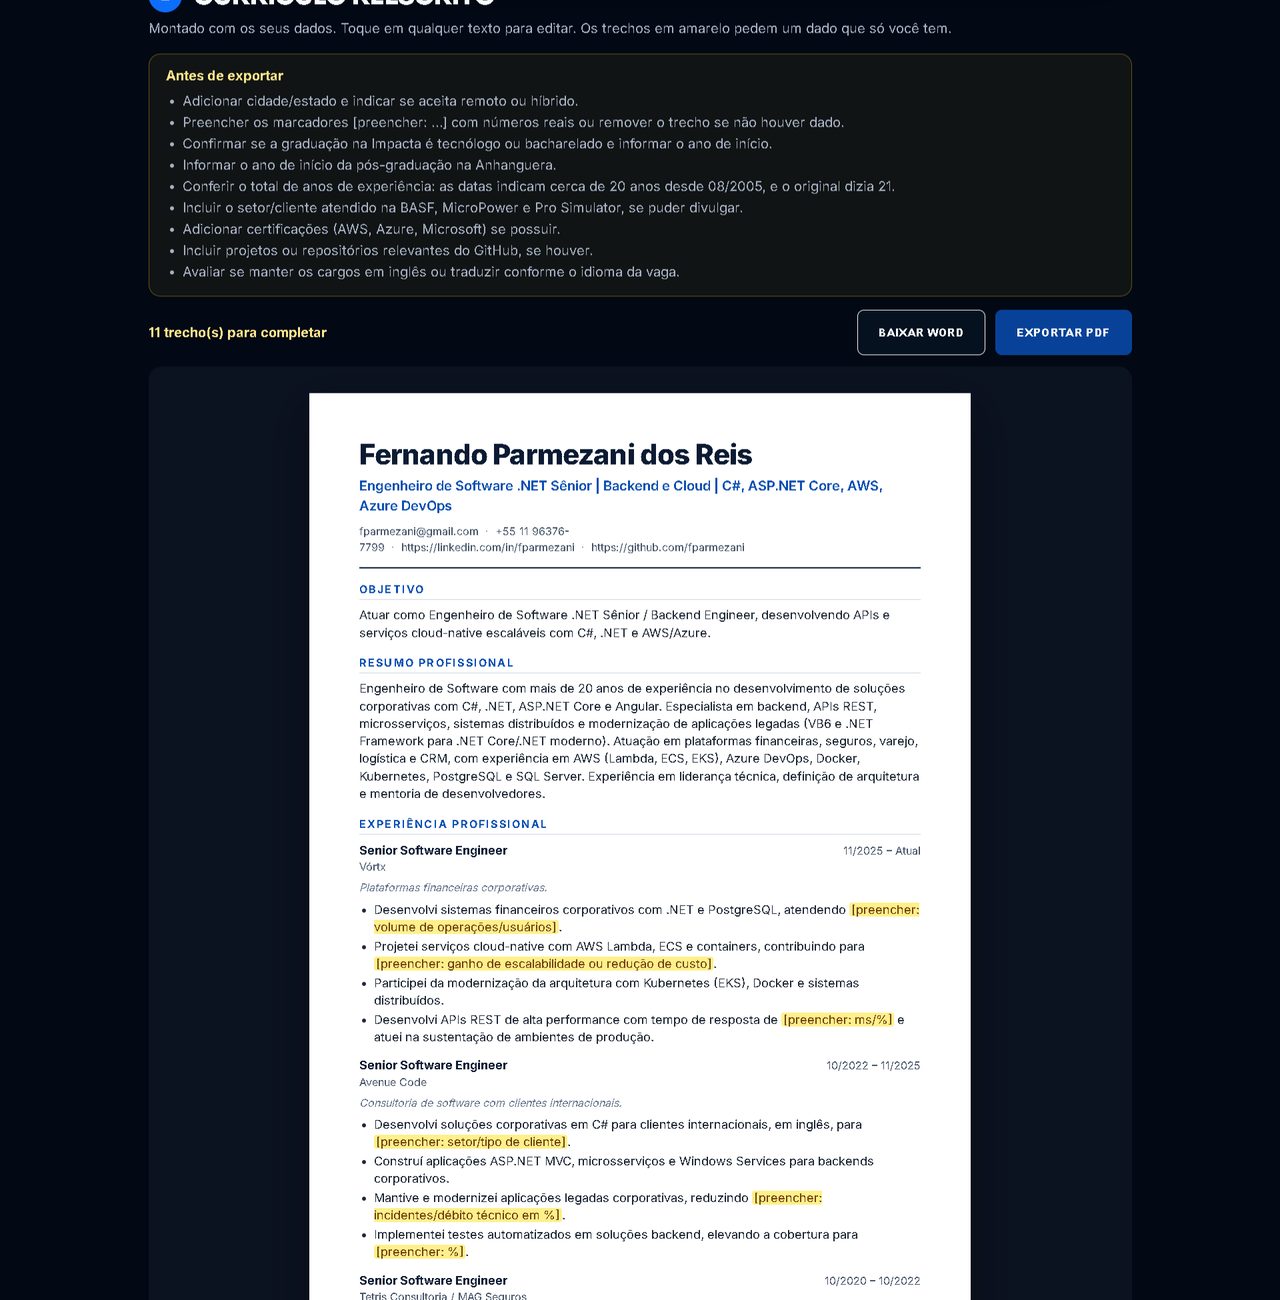 CURRÍCULO REESCRITO
Montado com os seus dados. Toque em qualquer texto para editar. Os trechos em amarelo pedem um dado que só você tem.
Antes de exportar
• Adicionar cidade/estado e indicar se aceita remoto ou híbrido.
• Preencher os marcadores [preencher: ...] com números reais ou remover o trecho se não houver dado.
• Confirmar se a graduação na Impacta é tecnólogo ou bacharelado e informar o ano de início.
• Informar o ano de início da pós-graduação na Anhanguera.
• Conferir o total de anos de experiência: as datas indicam cerca de 20 anos desde 08/2005, e o original dizia 21.
• Incluir o setor/cliente atendido na BASF, MicroPower e Pro Simulator, se puder divulgar.
• Adicionar certificações (AWS, Azure, Microsoft) se possuir.
• Incluir projetos ou repositórios relevantes do GitHub, se houver.
• Avaliar se manter os cargos em inglês ou traduzir conforme o idioma da vaga.
11 trecho(s) para completar
BAIXAR WORD
EXPORTAR PDF
Fernando Parmezani dos Reis
Engenheiro de Software .NET Sênior | Backend e Cloud | C#, ASP.NET Core, AWS,
Azure DevOps
fparmezani@gmail.com · +55 11 96376-
7799 · https://linkedin.com/in/fparmezani · https://github.com/fparmezani
OBJETIVO
Atuar como Engenheiro de Software .NET Sênior / Backend Engineer, desenvolvendo APIs e
serviços cloud-native escaláveis com C#, .NET e AWS/Azure.
RESUMO PROFISSIONAL
Engenheiro de Software com mais de 20 anos de experiência no desenvolvimento de soluções
corporativas com C#, .NET, ASP.NET Core e Angular. Especialista em backend, APIs REST,
microsserviços, sistemas distribuídos e modernização de aplicações legadas (VB6 e .NET
Framework para .NET Core/.NET moderno). Atuação em plataformas financeiras, seguros, varejo,
logística e CRM, com experiência em AWS (Lambda, ECS, EKS), Azure DevOps, Docker,
Kubernetes, PostgreSQL e SQL Server. Experiência em liderança técnica, definição de arquitetura
e mentoria de desenvolvedores.
EXPERIÊNCIA PROFISSIONAL
Senior Software Engineer 11/2025 – Atual
Vórtx
Plataformas financeiras corporativas.
• Desenvolvi sistemas financeiros corporativos com .NET e PostgreSQL, atendendo [preencher:
volume de operações/usuários].
• Projetei serviços cloud-native com AWS Lambda, ECS e containers, contribuindo para
[preencher: ganho de escalabilidade ou redução de custo].
• Participei da modernização da arquitetura com Kubernetes (EKS), Docker e sistemas
distribuídos.
• Desenvolvi APIs REST de alta performance com tempo de resposta de [preencher: ms/%] e
atuei na sustentação de ambientes de produção.
Senior Software Engineer 10/2022 – 11/2025
Avenue Code
Consultoria de software com clientes internacionais.
• Desenvolvi soluções corporativas em C# para clientes internacionais, em inglês, para
[preencher: setor/tipo de cliente].
• Construí aplicações ASP.NET MVC, microsserviços e Windows Services para backends
corporativos.
• Mantive e modernizei aplicações legadas corporativas, reduzindo [preencher:
incidentes/débito técnico em %].
• Implementei testes automatizados em soluções backend, elevando a cobertura para
[preencher: %].
Senior Software Engineer 10/2020 – 10/2022
Tetris Consultoria / MAG Seguros